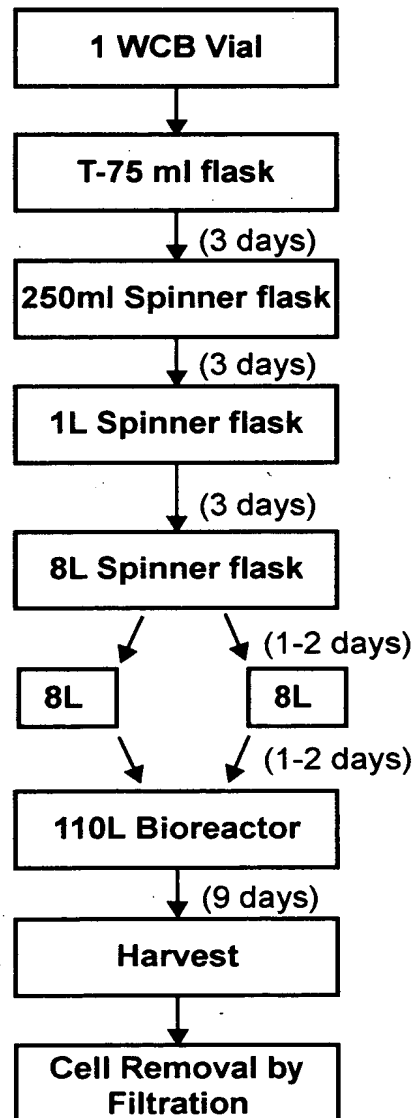 1 WCB Vial
T-75 ml flask
(3 days)
250ml Spinner flask
(3 days)
1L Spinner flask
(3 days)
8L Spinner flask
(1-2 days)
8L 8L
(1-2 days)
110L Bioreactor
(9 days)
Harvest
Cell Removal by
Filtration